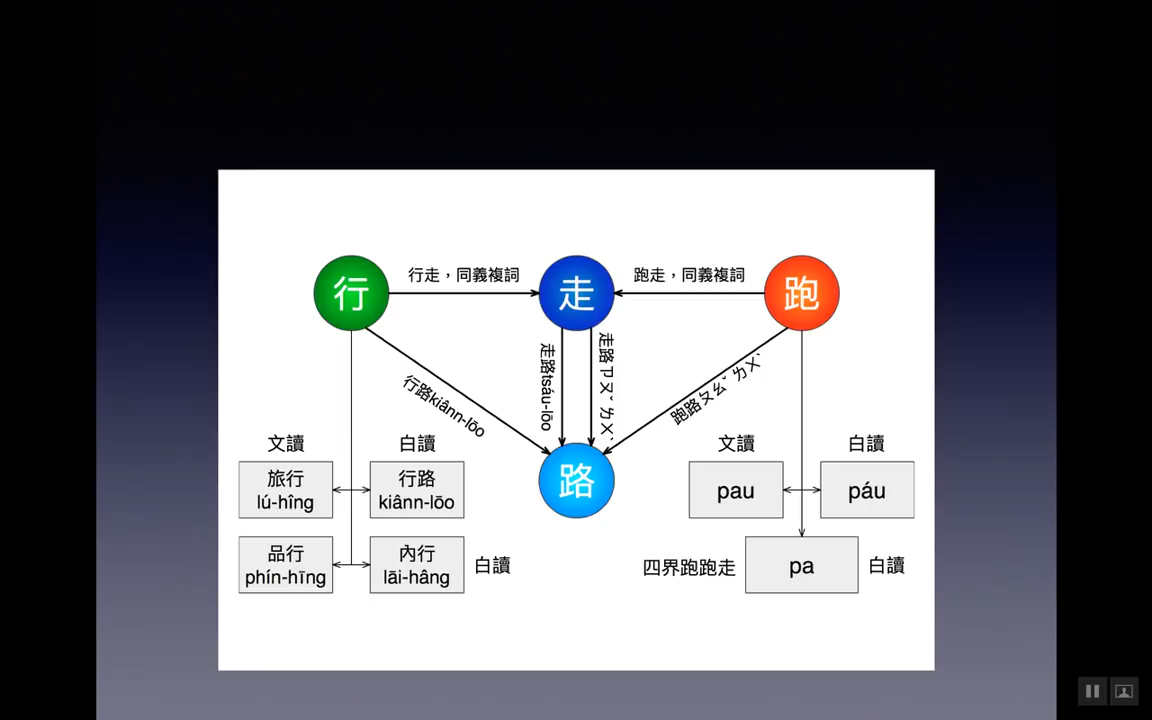 行
行走，同義複詞
走
跑走，同義複詞
跑
行路kiânn-lōo
走路tsáu-lōo
走路ㄗㄡˇ ㄌㄨˋ
跑路ㄆㄠˇ ㄌㄨˋ
路
文讀
白讀
旅行
lú-hîng
行路
kiânn-lōo
品行
phín-hīng
內行
lāi-hâng
白讀
文讀
白讀
pau
páu
四界跑跑走
pa
白讀